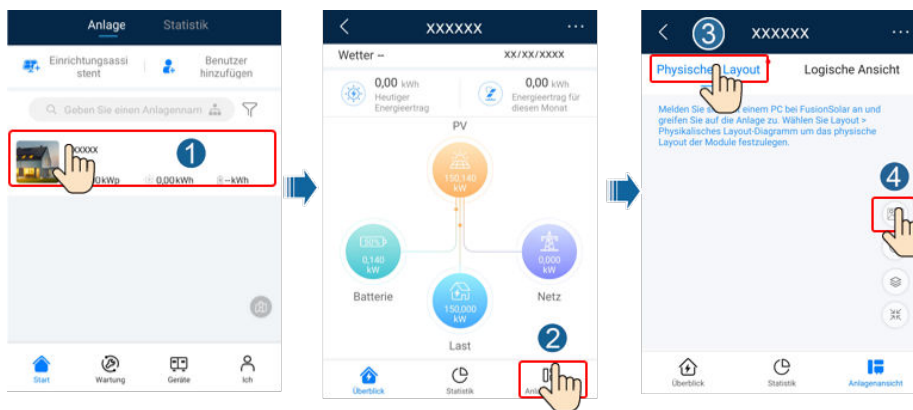 Anlage Statistik
Einrichtungsassi
stent
Benutzer
hinzufügen
Geben Sie einen Anlagennam
xxxxx
kWp 0,00kWh --kWh
1
Start Wartung Geräte Ich
xxxxxx
Wetter -- xx/xx/xxxx
0,00 kWh
Heutiger
Energieertrag
0,00 kWh
Energieertrag für
diesen Monat
PV
150,140
kW
0,140
kW
0,000
kW
Batterie Netz
150,000
kW
Last
2
Überblick Statistik
3
xxxxxx
Physisches Layout Logische Ansicht
Melden Sie einem PC bei FusionSolar an und
greifen Sie auf die Anlage zu. Wählen Sie Layout >
Physikalisches Layout-Diagramm um das physische
Layout der Module festzulegen.
4
Überblick Statistik Anlagenansicht